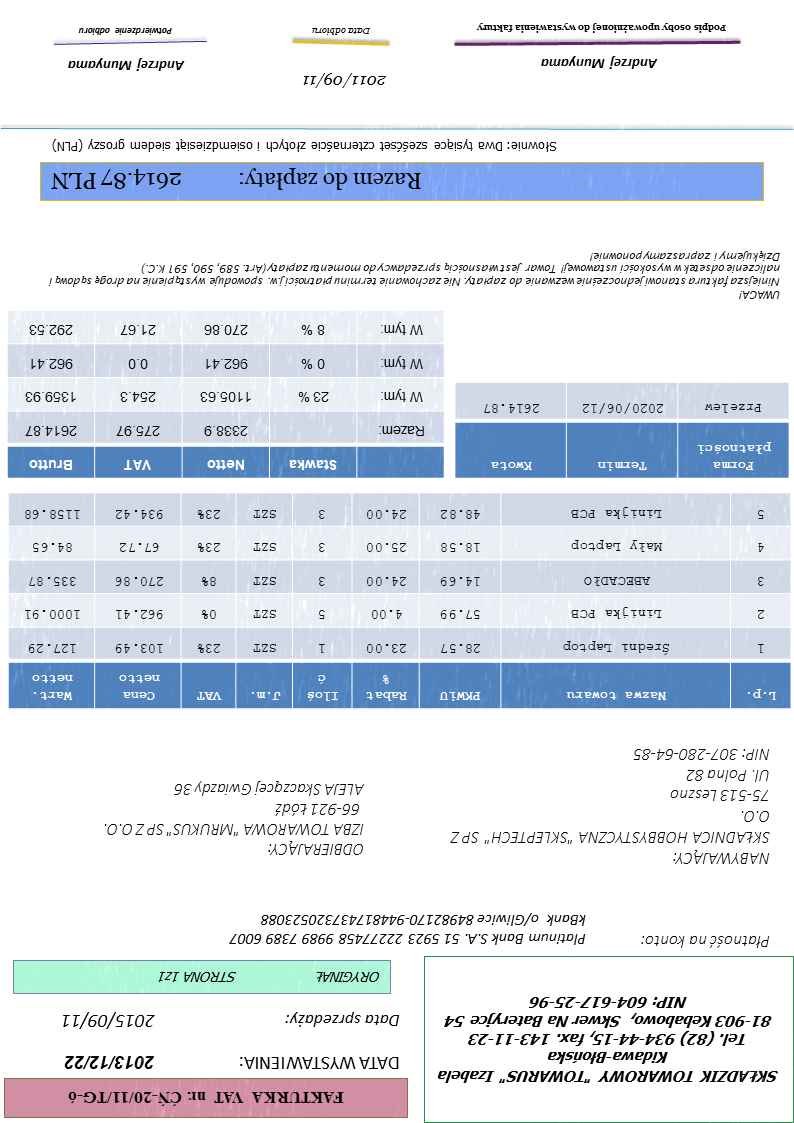 SKŁADZIK TOWAROWY "TOWARUS" Izabela
Kidawa-Błońska
Tel. (82) 934-44-15, fax. 143-11-23
81-903 Kebabowo, Skwer Na Bateryjce 54
NIP: 604-617-25-96
FAKTURKA VAT nr. ĆŃ-20/11/TG-ó
DATA WYSTAWIENIA: 2013/12/22
Data sprzedaży: 2015/09/11
ORYGINAŁ STRONA 1z1
Płatność na konto: Platinum Bank S.A. 51 5923 22277458 9989 7389 6007
kBank o/Gliwice 84982170-9448174373205230​88
NABYWAJĄCY:
SKŁADNICA HOBBYSTYCZNA "SKLEPTECH" SP Z
O.O.
75-513 Leszno
Ul. Polna 82
NIP: 307-280-64-85
ODBIERAJĄCY:
IZBA TOWAROWA "MRUKUS" SP Z O.O.
66-921 Łódź
ALEJA Skaczącej Gwiazdy 36
L.p. Nazwa towaru PKWiU Rabat % Iloś ć J.m. VAT Cena netto Wart. netto
1 Średni Laptop 28.57 23.00 1 SZT 23% 103.49 127.29
2 Linijka PCB 57.99 4.00 5 SZT 0% 962.41 1000.91
3 ABECADŁO 14.69 24.00 3 SZT 8% 270.86 335.87
4 Mały Laptop 18.58 25.00 3 SZT 23% 67.72 84.65
5 Linijka PCB 48.82 24.00 3 SZT 23% 934.42 1158.68
Forma płatności Termin Kwota
Przelew 2020/06/12 2614.87
Stawka Netto VAT Brutto
Razem: 2338.9 275.97 2614.87
W tym: 23 % 1105.63 254.3 1359.93
W tym: 0 % 962.41 0.0 962.41
W tym: 8 % 270.86 21.67 292.53
UWAGA!
Niniejsza faktura stanowi jednocześnie wezwanie do zapłaty. Nie zachowanie terminu płatności j.w. spowoduje wystąpienie na drogę sądową i
naliczenie odsetek w wysokości ustawowej! Towar jest własnością sprzedawcy do momentu zapłaty (Art. 589, 590, 591 K.C.)
Dziękujemy i zapraszamy ponownie!
Razem do zapłaty: 2614.87 PLN
Słownie: Dwa tysiące sześćset czternaście złotych i osiemdziesiąt siedem groszy (PLN)
Andrzej Munyama
Podpis osoby upoważnionej do wystawienia faktury
2011/09/11
Data odbioru
Andrzej Munyama
Potwierdzenie odbioru